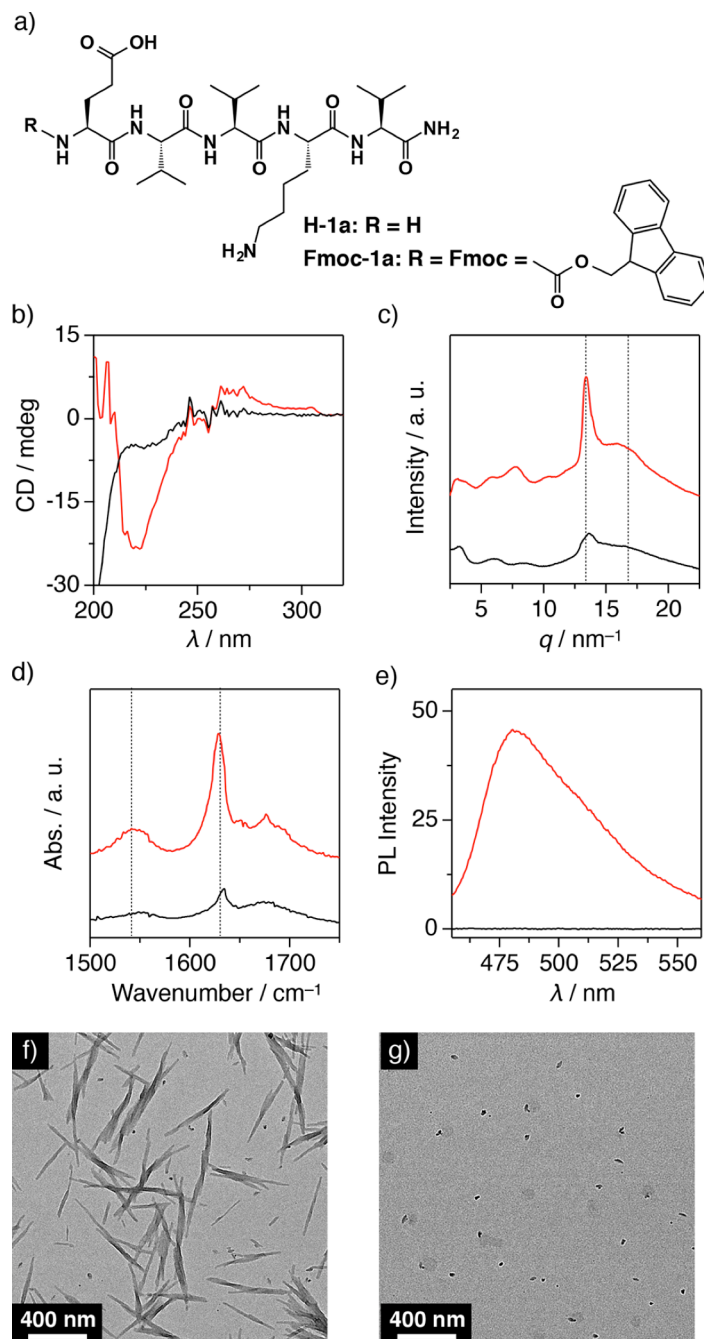 a)
O
OH
O
O
O
R
N
H
H
N
N
H
H
N
N
H
NH₂
O
O
O
H₂N
H-1a: R = H
Fmoc-1a: R = Fmoc =
O
O
b)
15
0
-15
-30
CD / mdeg
200
250
300
λ / nm
c)
Intensity / a. u.
5
10
15
20
q / nm⁻¹
d)
Abs. / a. u.
1500
1600
1700
Wavenumber / cm⁻¹
e)
50
25
0
PL Intensity
475
500
525
550
λ / nm
f)
400 nm
g)
400 nm